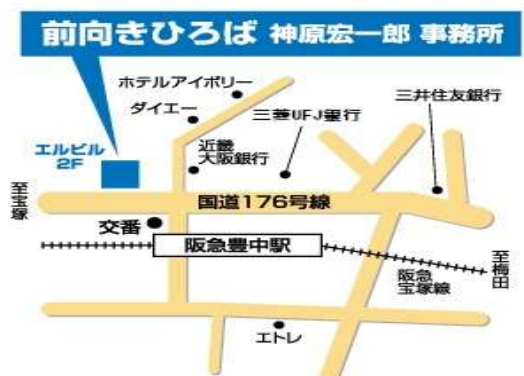 前向きひろば 神原宏一郎 事務所
ホテルアイボリー
ダイエー
三菱UFJ銀行
三井住友銀行
近畿
大阪銀行
エルビル
2F
至宝塚
国道176号線
交番
阪急豊中駅
阪急
宝塚線
至梅田
エトレ